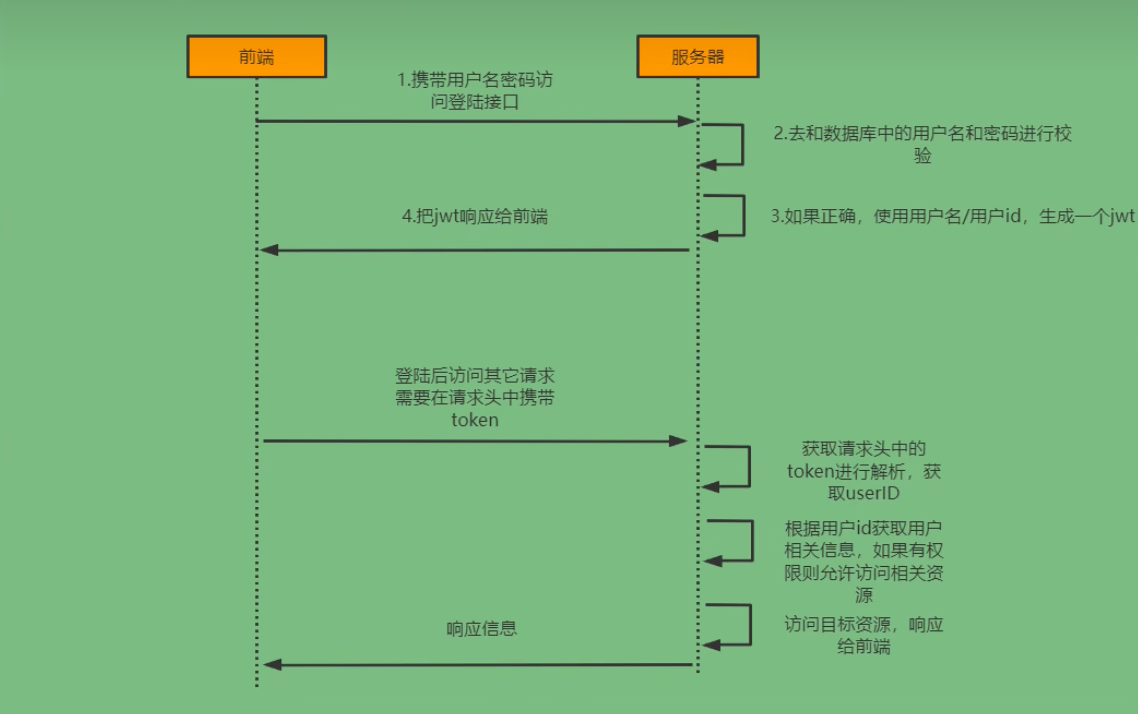 前端
服务器
1.携带用户名密码访
问登陆接口
2.去和数据库中的用户名和密码进行校
验
3.如果正确，使用用户名/用户id，生成一个jwt
4.把jwt响应给前端
登陆后访问其它请求
需要在请求头中携带
token
获取请求头中的
token进行解析，获
取userID
根据用户id获取用户
相关信息，如果有权
限则允许访问相关资
源
访问目标资源，响应
给前端
响应信息